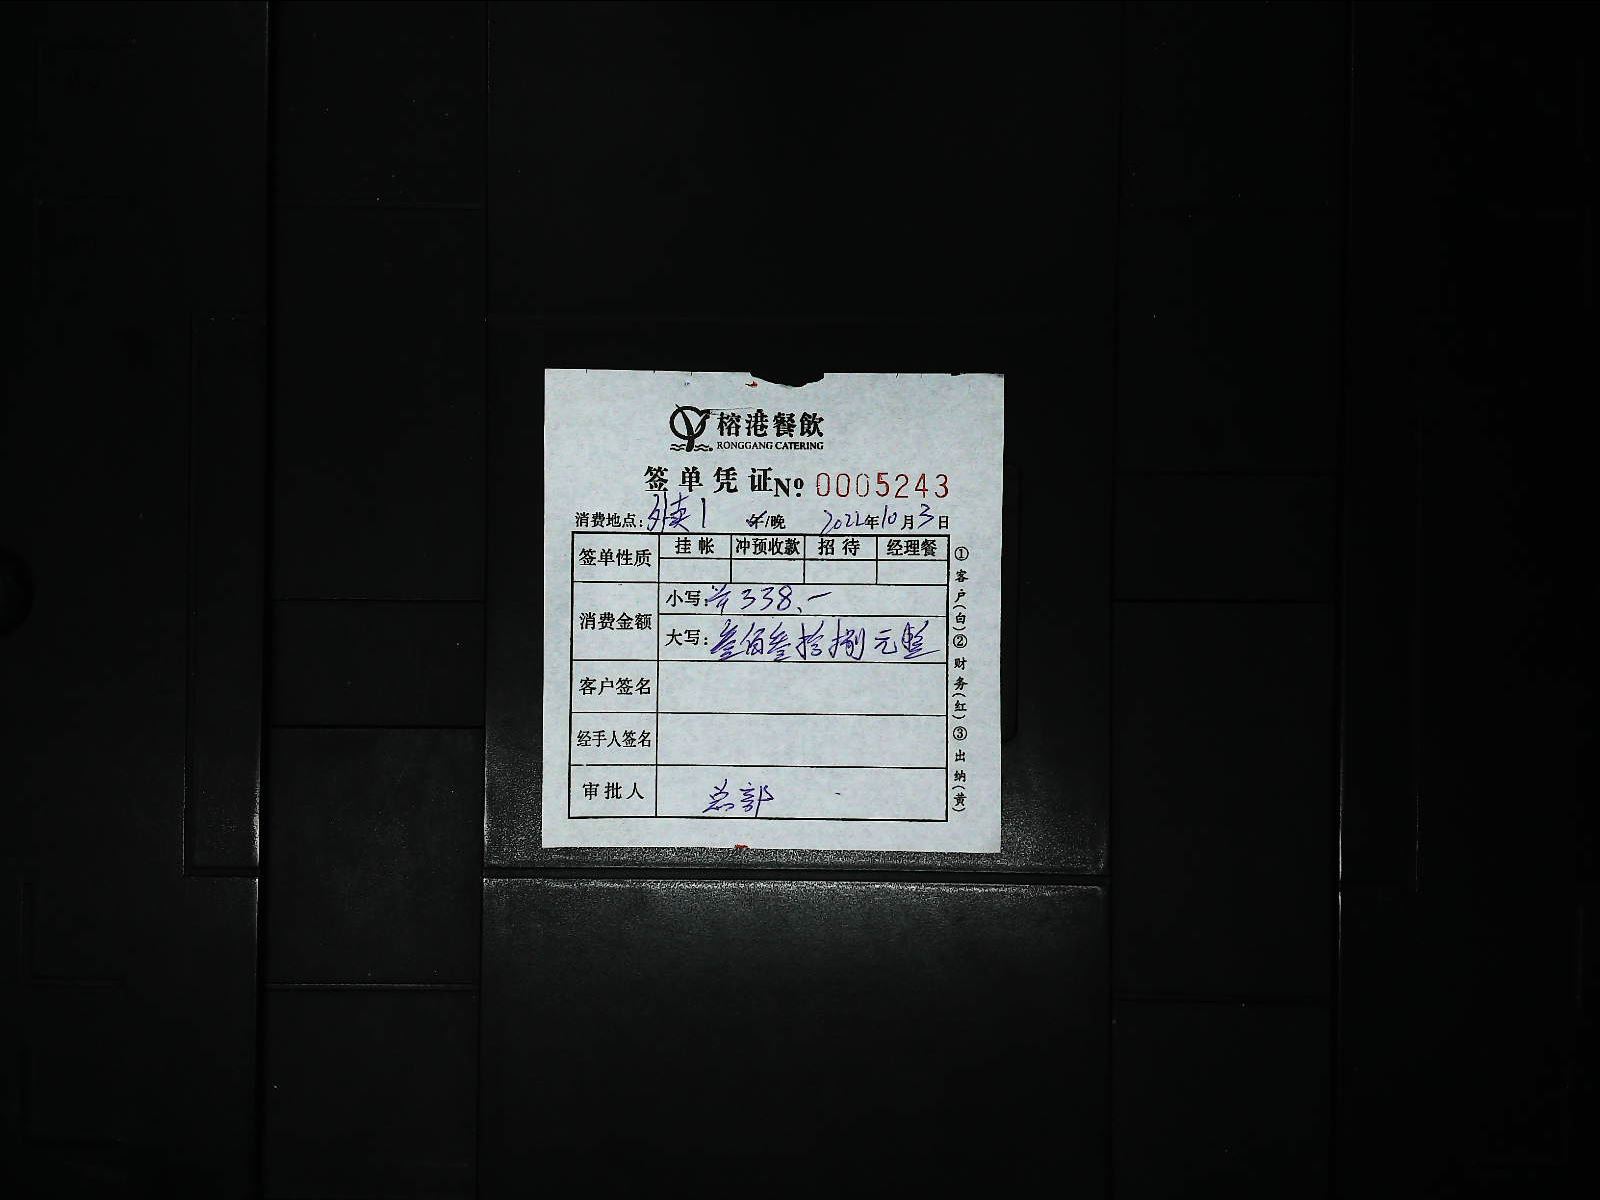 榕港餐飲
RONGGANG CATERING
签单凭证 Nº 0005243
消费地点:外卖1 午/晚 2022年10月3日
签单性质 挂帐 冲预收款 招待 经理餐
消费金额
小写:¥338.一
大写:叁佰叁拾捌元整
客户签名
经手人签名
审批人 总部
①客户(白)②财务(红)③出纳(黄)